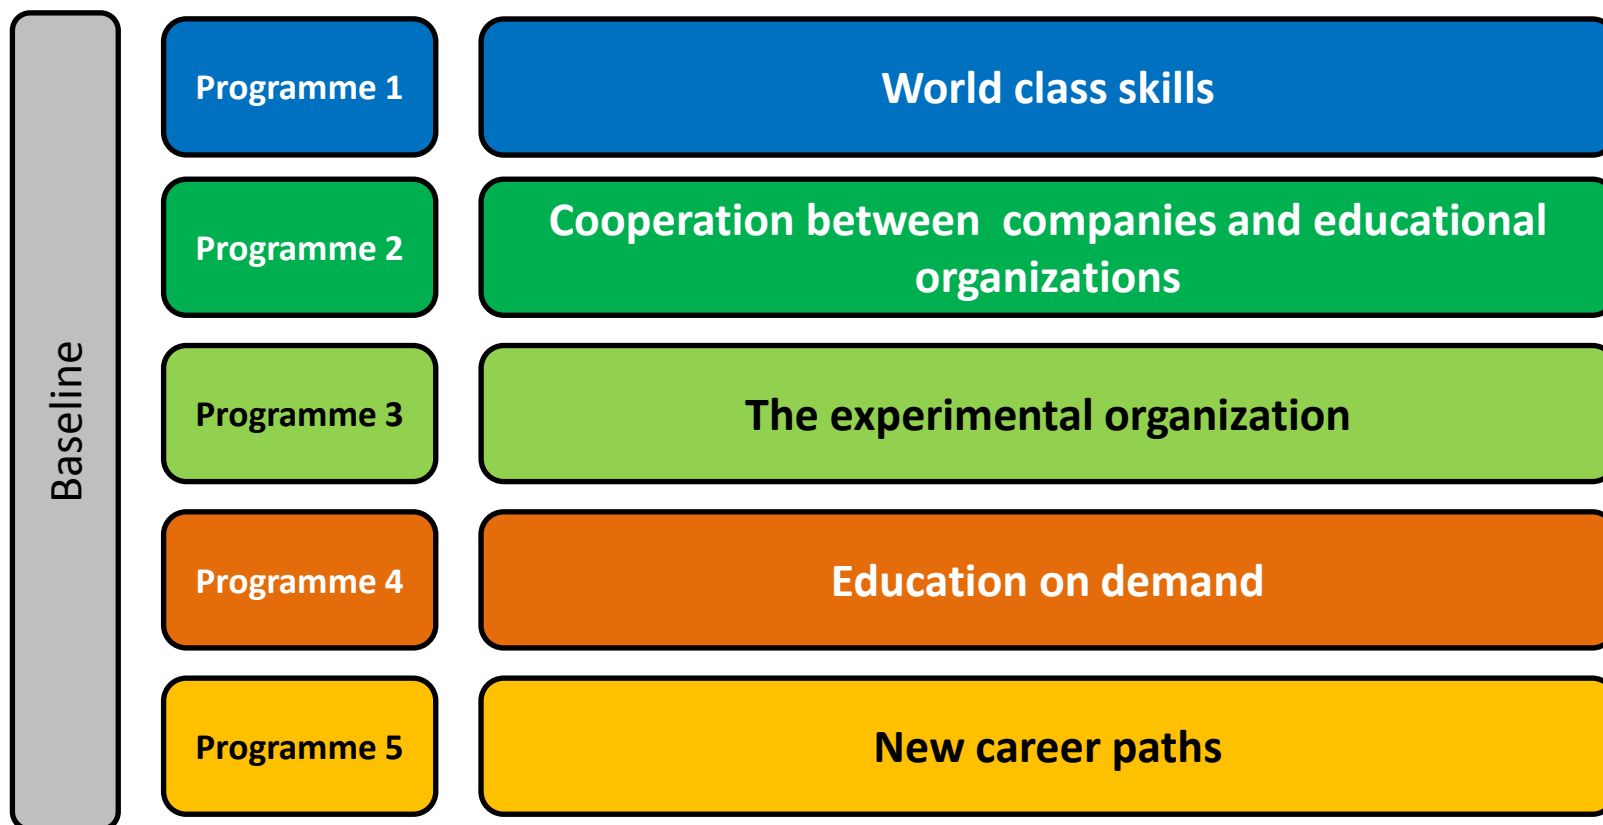 Baseline
Programme 1
World class skills
Programme 2
Cooperation between  companies and educational
organizations
Programme 3
The experimental organization
Programme 4
Education on demand
Programme 5
New career paths